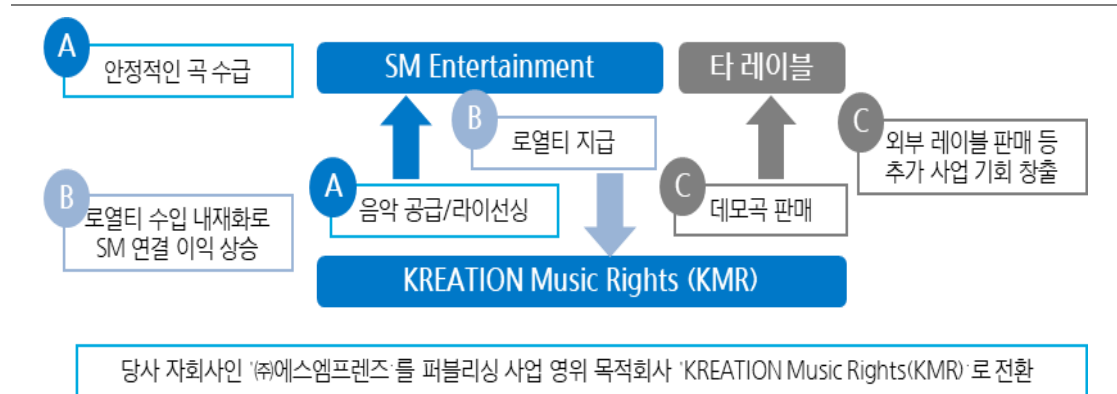 A
안정적인 곡 수급
SM Entertainment
타 레이블
B
로열티 지급
C
외부 레이블 판매 등
추가 사업 기회 창출
B
로열티 수입 내재화로
SM 연결 이익 상승
A
음악 공급/라이선싱
C
데모곡 판매
KREATION Music Rights (KMR)
당사 자회사인 '㈜에스엠프렌즈'를 퍼블리싱 사업 영위 목적회사 'KREATION Music Rights(KMR)'로 전환